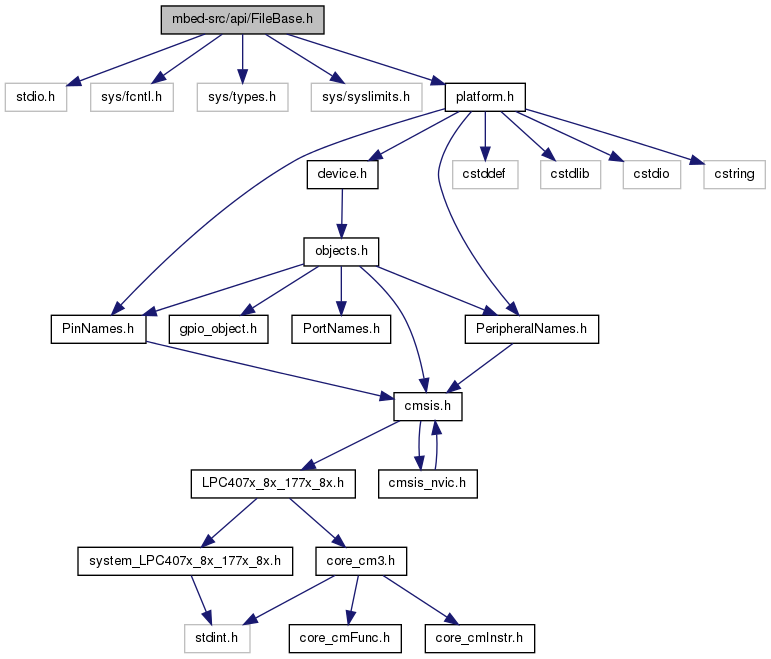 mbed-src/api/FileBase.h
stdio.h
sys/fcntl.h
sys/types.h
sys/syslimits.h
platform.h
device.h
cstddef
cstdlib
cstdio
cstring
objects.h
PinNames.h
gpio_object.h
PortNames.h
PeripheralNames.h
cmsis.h
LPC407x_8x_177x_8x.h
cmsis_nvic.h
system_LPC407x_8x_177x_8x.h
core_cm3.h
stdint.h
core_cmFunc.h
core_cmInstr.h